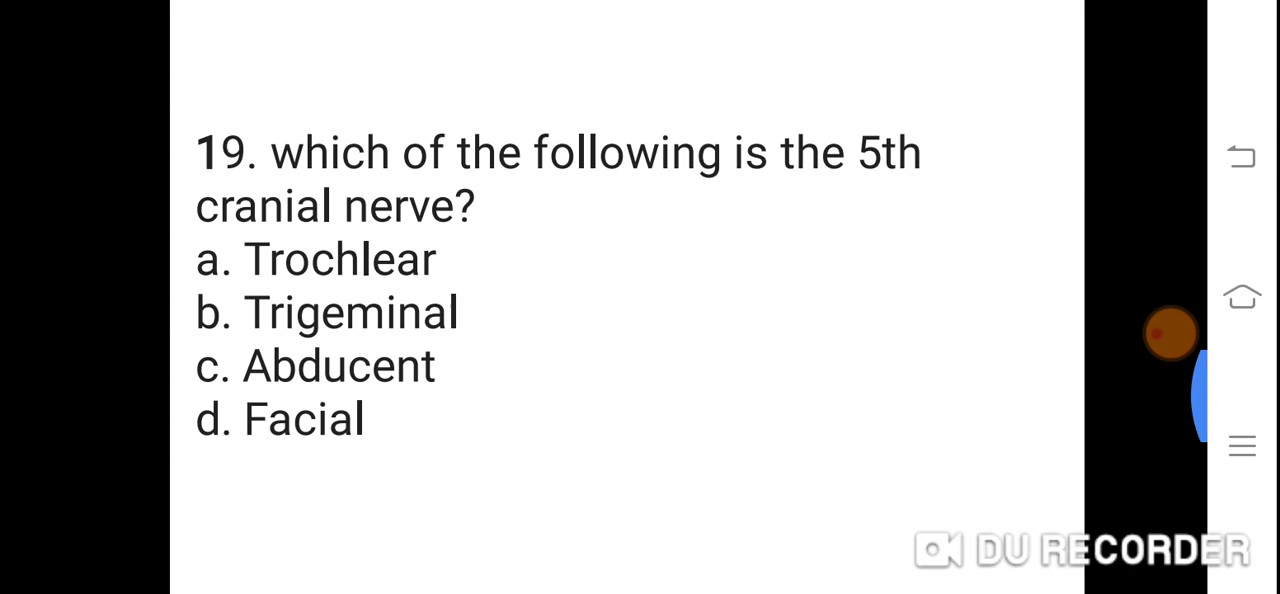 19. which of the following is the 5th
cranial nerve?
a. Trochlear
b. Trigeminal
c. Abducent
d. Facial
DU RECORDER